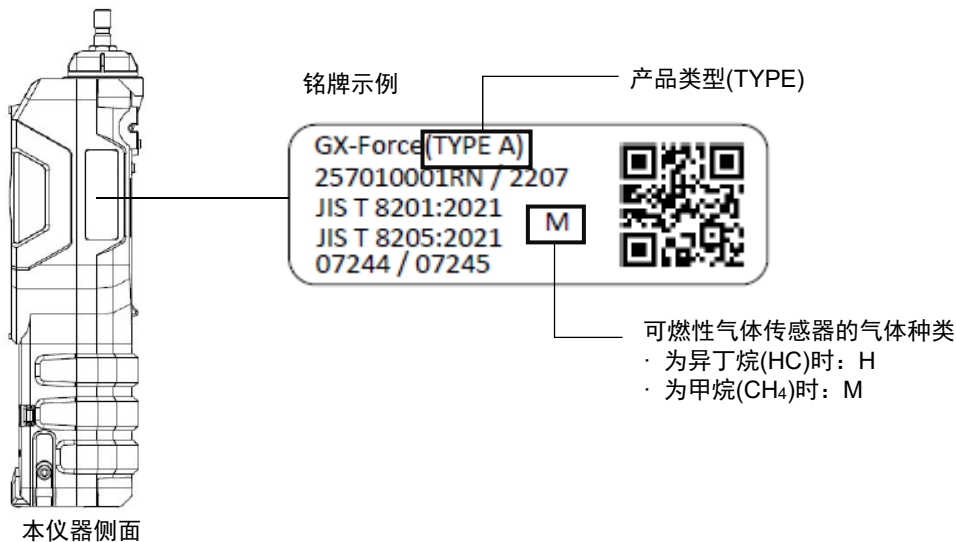 铭牌示例
产品类型(TYPE)
GX-Force(TYPE A)
257010001RN / 2207
JIS T 8201:2021
JIS T 8205:2021
07244 / 07245
M
可燃性气体传感器的气体种类
· 为异丁烷(HC)时：H
· 为甲烷(CH4)时：M
本仪器侧面